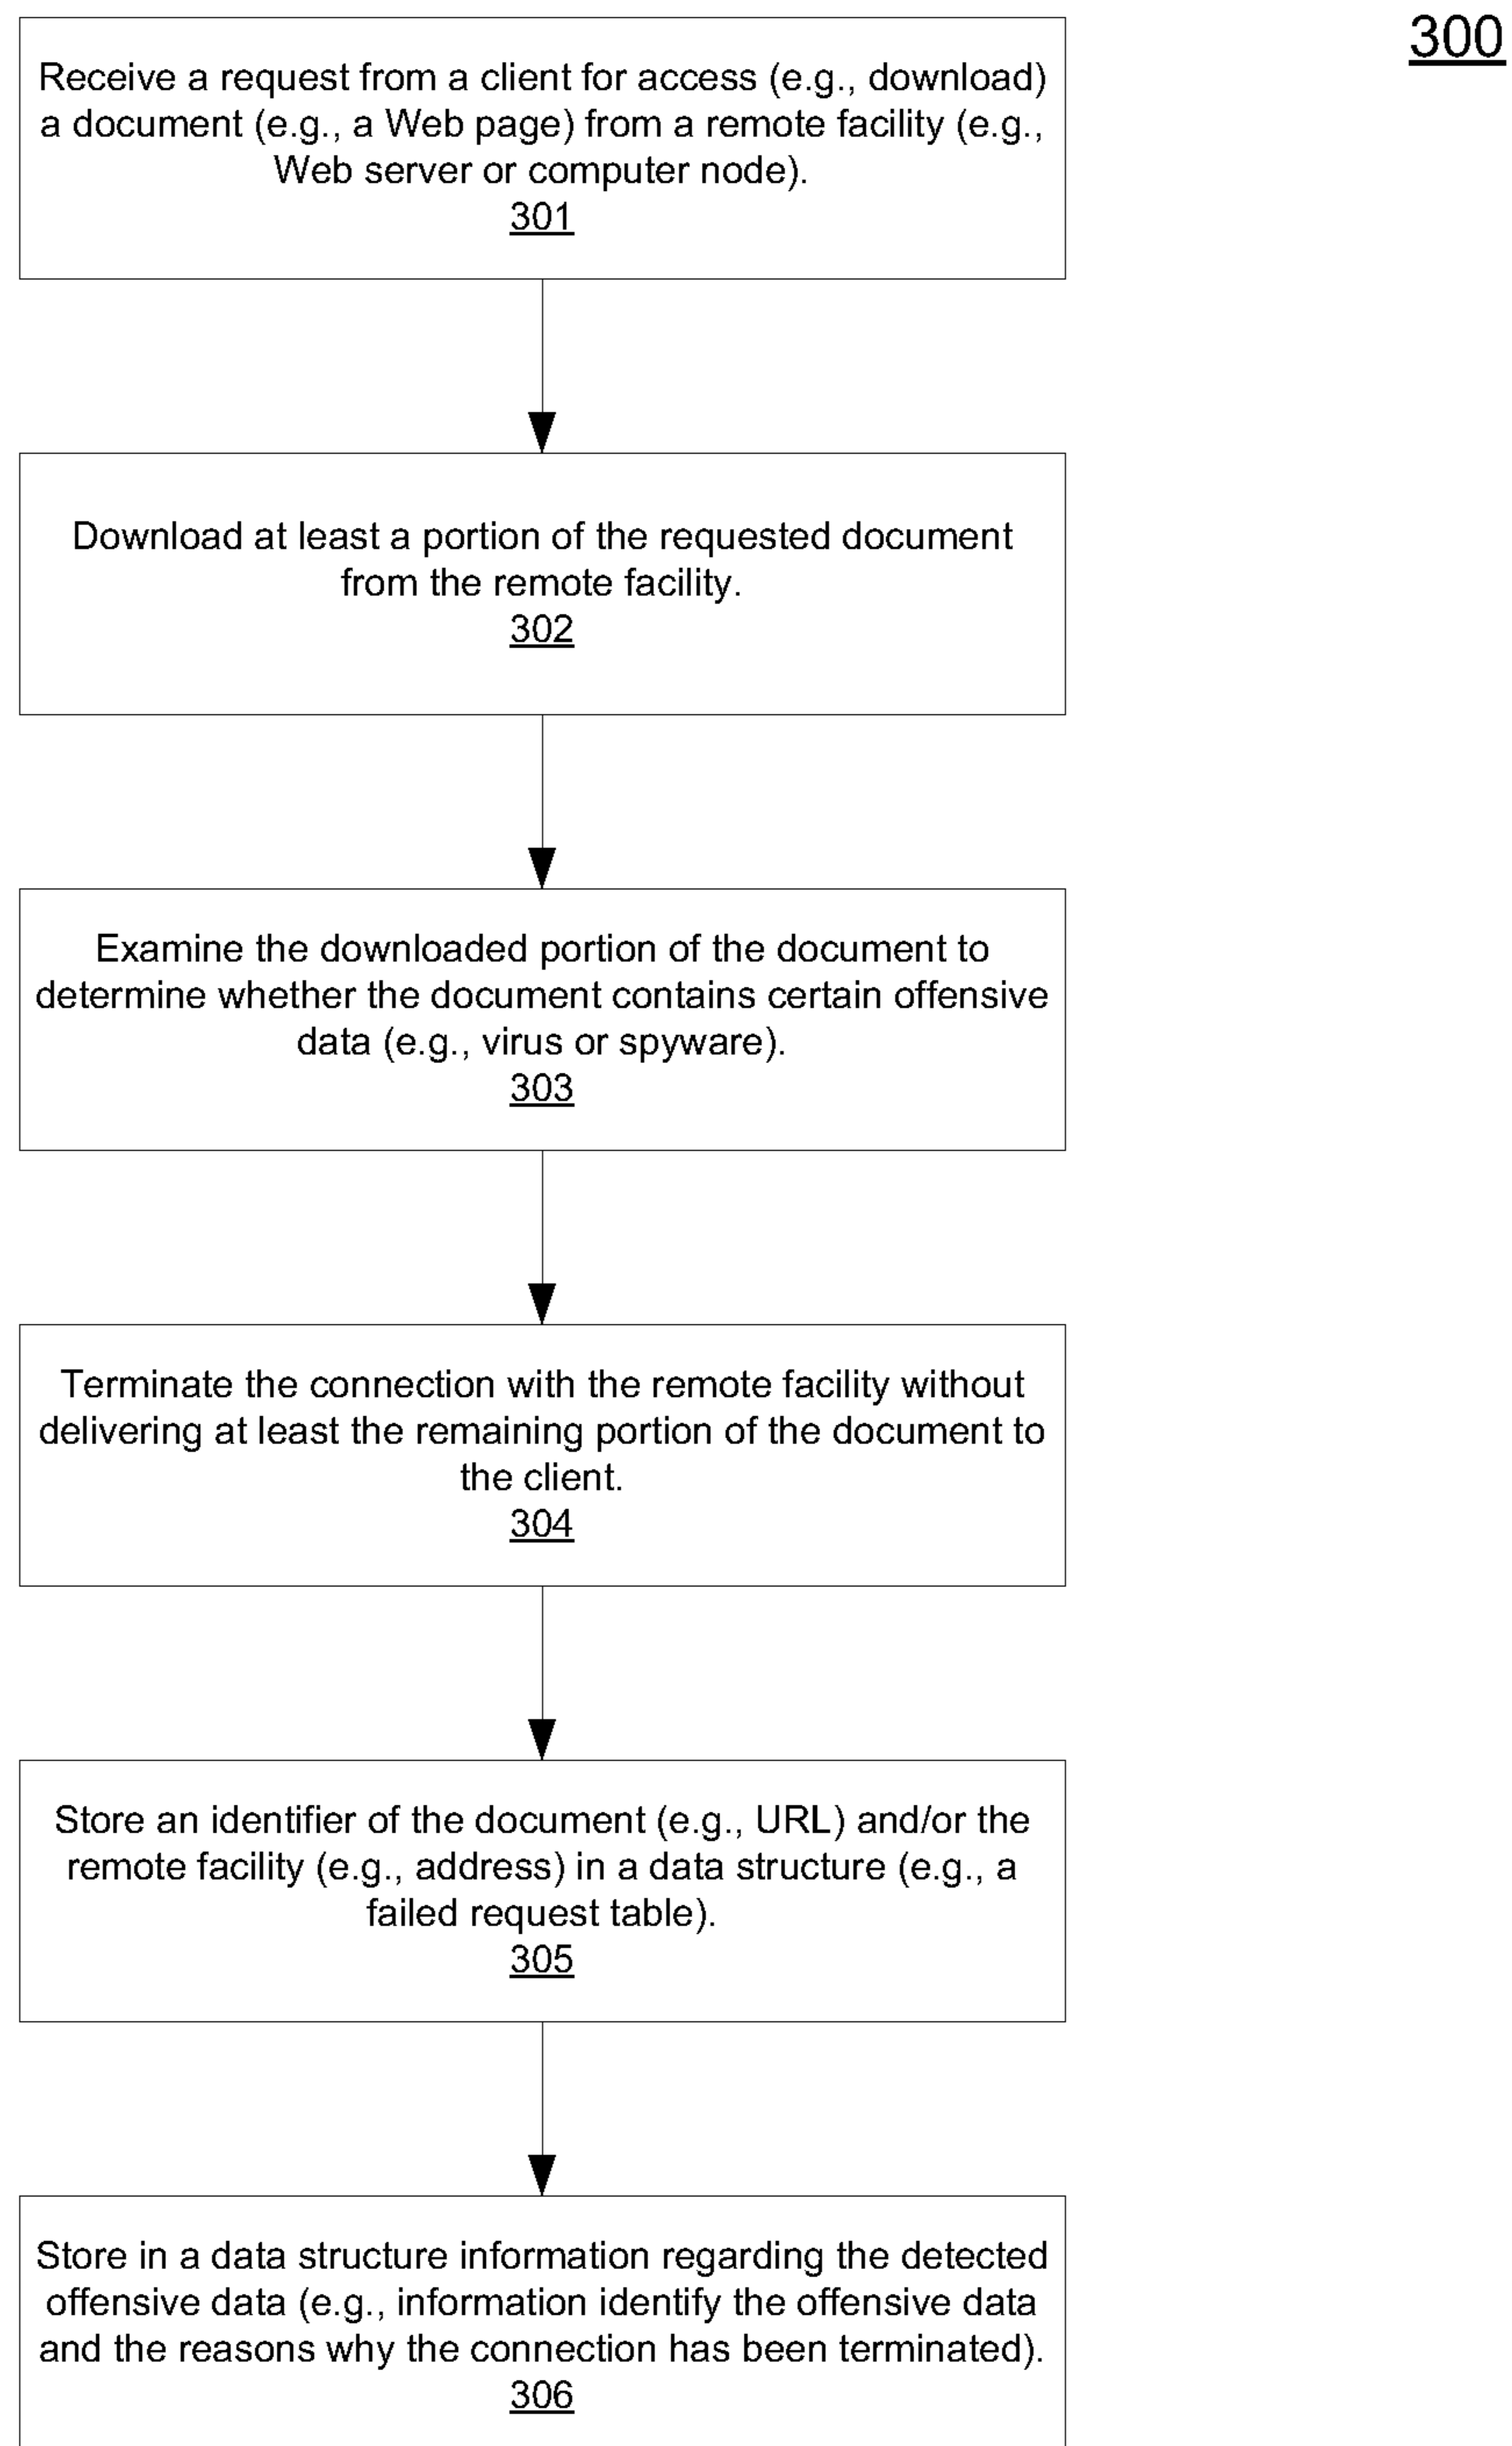 300
Receive a request from a client for access (e.g., download)
a document (e.g., a Web page) from a remote facility (e.g.,
Web server or computer node).
301
Download at least a portion of the requested document
from the remote facility.
302
Examine the downloaded portion of the document to
determine whether the document contains certain offensive
data (e.g., virus or spyware).
303
Terminate the connection with the remote facility without
delivering at least the remaining portion of the document to
the client.
304
Store an identifier of the document (e.g., URL) and/or the
remote facility (e.g., address) in a data structure (e.g., a
failed request table).
305
Store in a data structure information regarding the detected
offensive data (e.g., information identify the offensive data
and the reasons why the connection has been terminated).
306